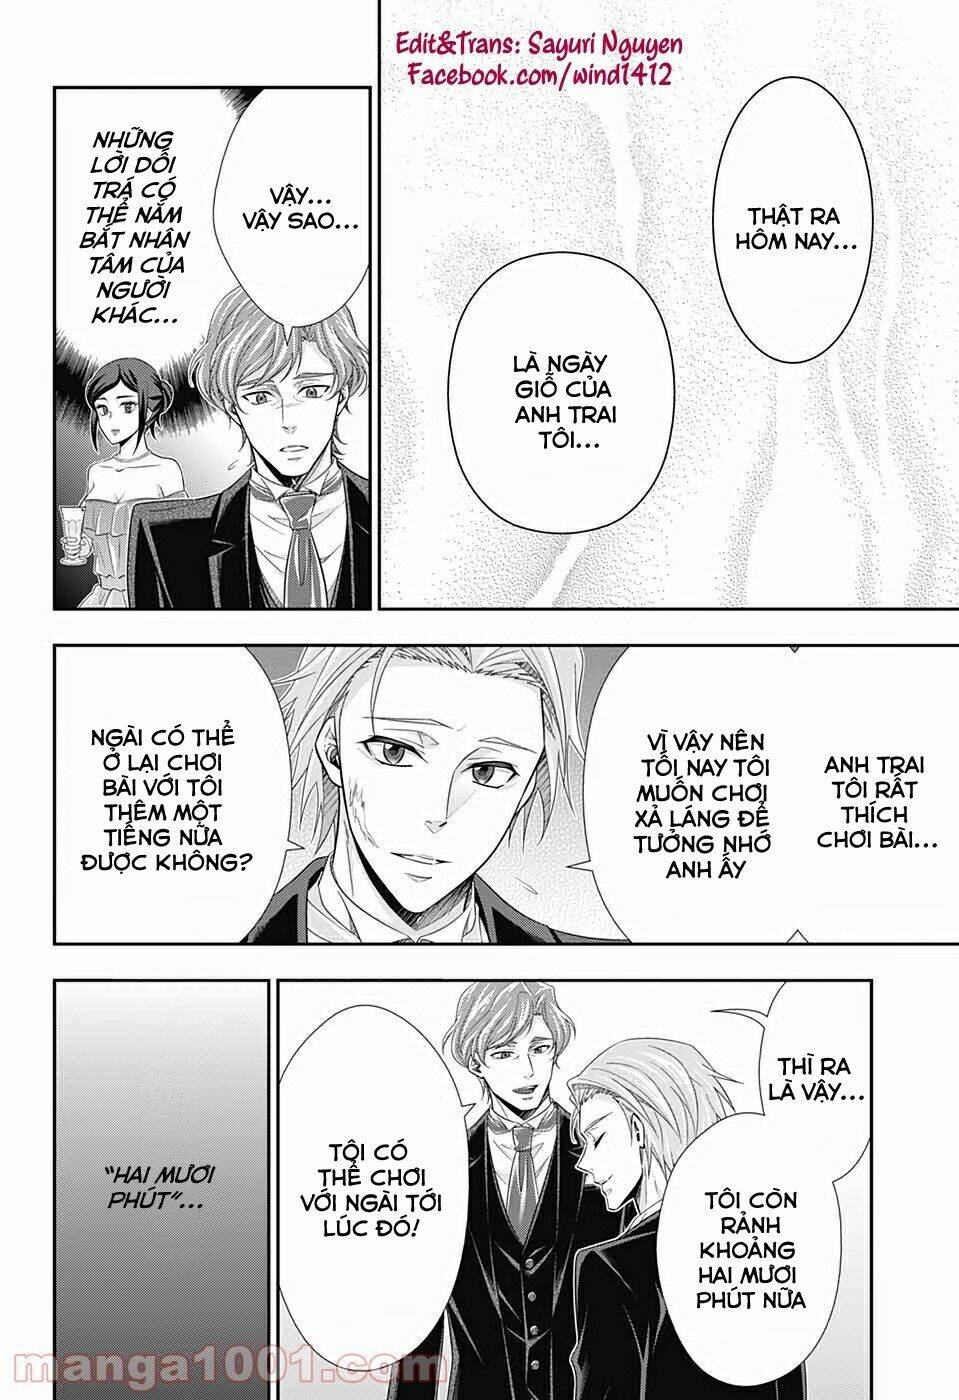 Edit&Trans: Sayuri Nguyen
Facebook.com/wind1412
THẬT RA
HÔM NAY...
LÀ NGÀY
GIỖ CỦA
ANH TRAI
TÔI...
VẬY...
VẬY SAO...
NHỮNG
LỜI DỐI
TRÁ CÓ
THỂ NẮM
BẮT NHÂN
TÂM CỦA
NGƯỜI
KHÁC...
ANH TRAI
TÔI RẤT
THÍCH
CHƠI BÀI...
VÌ VẬY NÊN
TỐI NAY TÔI
MUỐN CHƠI
XẢ LÁNG ĐỂ
TƯỞNG NHỚ
ANH ẤY
NGÀI CÓ THỂ
Ở LẠI CHƠI
BÀI VỚI TÔI
THÊM MỘT
TIẾNG NỮA
ĐƯỢC KHÔNG?
THÌ RA
LÀ VẬY...
TÔI CÒN
RẢNH
KHOẢNG
HAI MƯƠI
PHÚT NỮA
TÔI CÓ
THỂ CHƠI
VỚI NGÀI TỚI
LÚC ĐÓ!
"HAI MƯƠI
PHÚT"...
manga1001.com